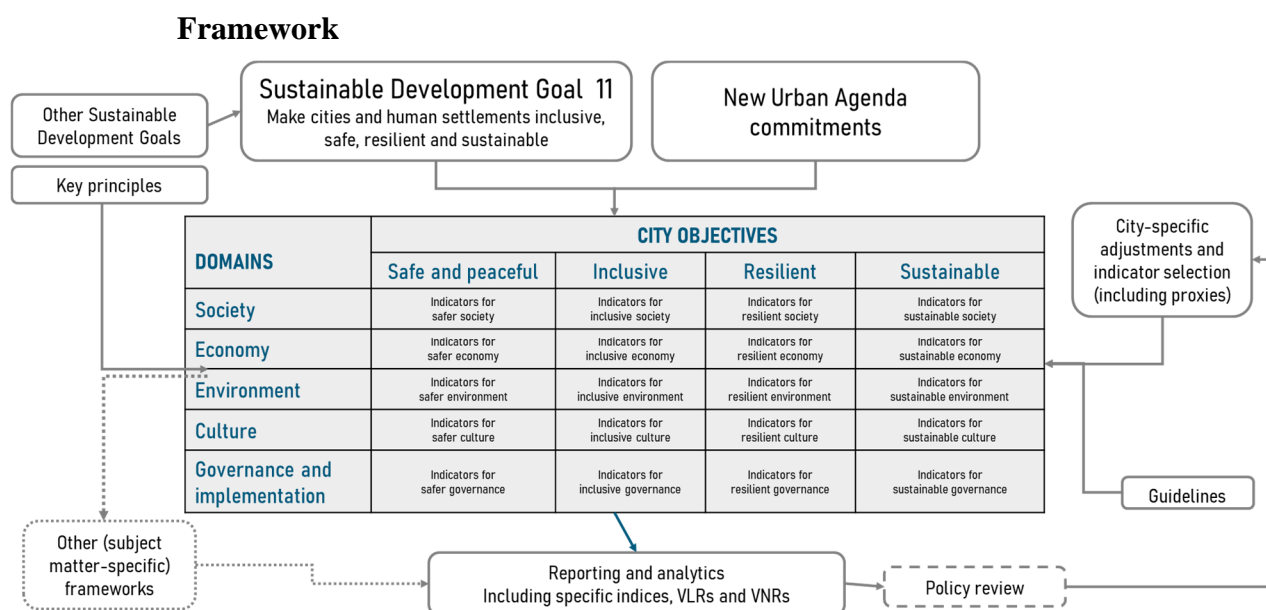 Framework
Sustainable Development Goal 11
Make cities and human settlements inclusive,
safe, resilient and sustainable
New Urban Agenda
commitments
Other Sustainable
Development Goals
Key principles
City-specific
adjustments and
indicator selection
(including proxies)
DOMAINS
CITY OBJECTIVES
Safe and peaceful
Inclusive
Resilient
Sustainable
Society
Indicators for
safer society
Indicators for
inclusive society
Indicators for
resilient society
Indicators for
sustainable society
Economy
Indicators for
safer economy
Indicators for
inclusive economy
Indicators for
resilient economy
Indicators for
sustainable economy
Environment
Indicators for
safer environment
Indicators for
inclusive environment
Indicators for
resilient environment
Indicators for
sustainable environment
Culture
Indicators for
safer culture
Indicators for
inclusive culture
Indicators for
resilient culture
Indicators for
sustainable culture
Governance and
implementation
Indicators for
safer governance
Indicators for
inclusive governance
Indicators for
resilient governance
Indicators for
sustainable governance
Guidelines
Other (subject
matter-specific)
frameworks
Reporting and analytics
Including specific indices, VLRs and VNRs
Policy review